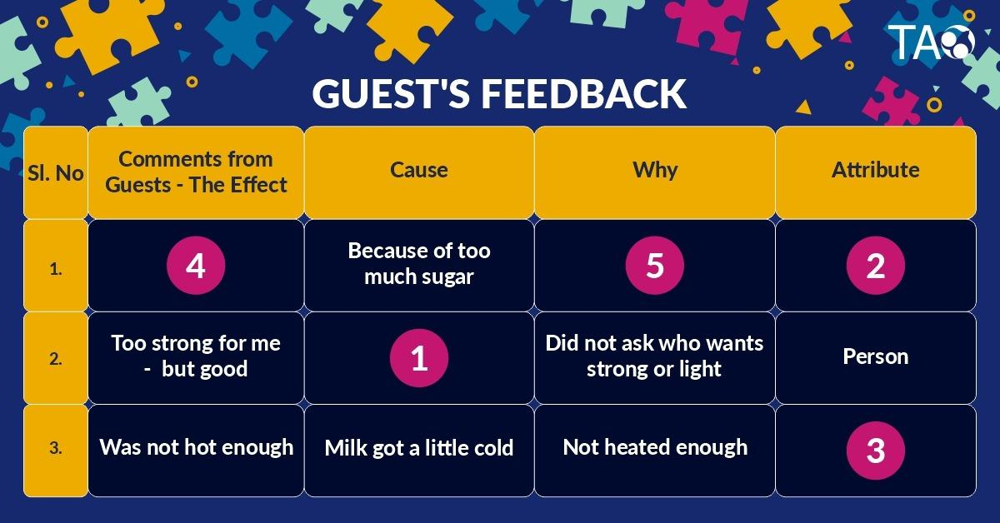 TAO
GUEST'S FEEDBACK
Sl. No
Comments from
Guests - The Effect
Cause
Why
Attribute
1.
4
Because of too
much sugar
5
2
2.
Too strong for me
- but good
1
Did not ask who wants
strong or light
Person
3.
Was not hot enough
Milk got a little cold
Not heated enough
3